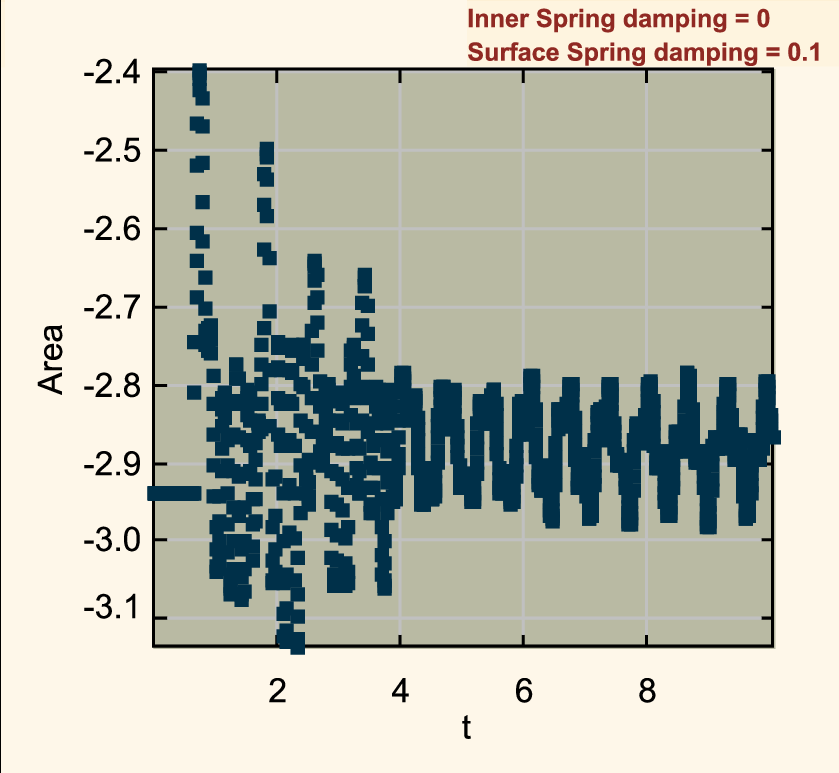 Inner Spring damping = 0
Surface Spring damping = 0.1
-2.4
-2.5
-2.6
-2.7
-2.8
-2.9
-3.0
-3.1
Area
2 4 6 8
t